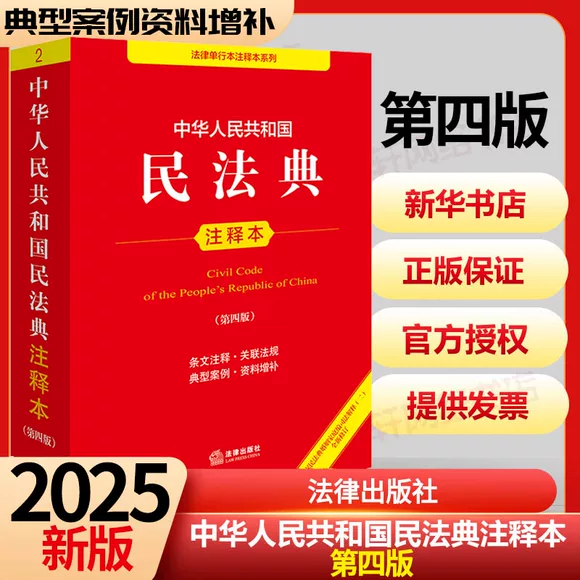 典型案例资料增补
2
法律单行本注释本系列
中华人民共和国
民法典
注释本
Civil Code
of the People's Republic of China
(第四版)
条文注释·关联法规
典型案例·资料增补
法律出版社
中华人民共和国民法典注释本
(第四版)
第四版
新华书店
正版保证
官方授权
提供发票
2025
新版
法律出版社
中华人民共和国民法典注释本
第四版